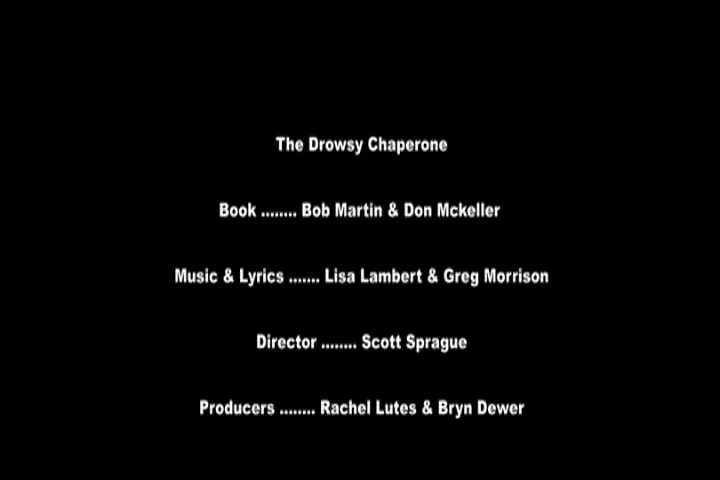 The Drowsy Chaperone
Book ........ Bob Martin & Don Mckeller
Music & Lyrics ....... Lisa Lambert & Greg Morrison
Director ........ Scott Sprague
Producers ........ Rachel Lutes & Bryn Dewer